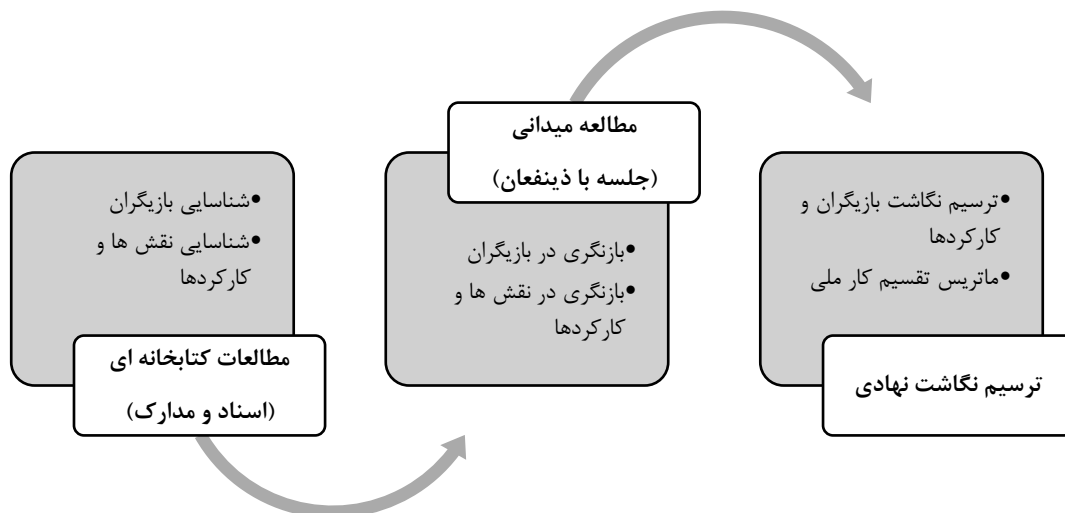 شناسایی بازیگران•
شناسایی نقش ها و•
کارکردها
مطالعات کتابخانه ای
(اسناد و مدارک)
مطالعه میدانی
(جلسه با ذینفعان)
بازنگری در بازیگران•
بازنگری در نقش ها و•
کارکردها
ترسیم نگاشت بازیگران و•
کارکردها
ماتریس تقسیم کار ملی•
ترسیم نگاشت نهادی